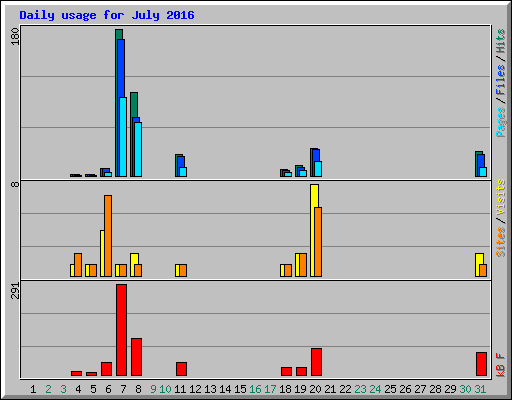 Daily usage for July 2016
180
Pages / Files / Hits
8
Sites / Visits
291
kB F
1 2 3 4 5 6 7 8 9 10 11 12 13 14 15 16 17 18 19 20 21 22 23 24 25 26 27 28 29 30 31